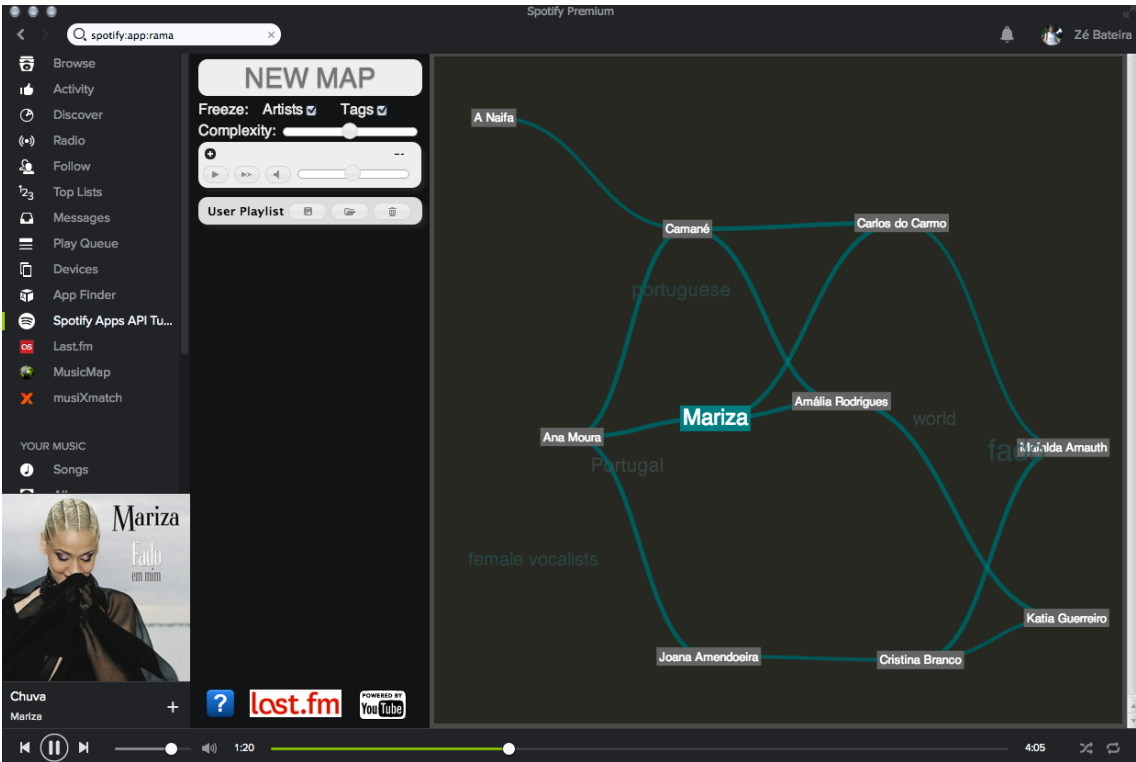 Spotify Premium
spotify:app:rama
Zé Bateira
Browse
Activity
Discover
Radio
Follow
Top Lists
Messages
Play Queue
Devices
App Finder
Spotify Apps API Tu...
Last.fm
MusicMap
musiXmatch
YOUR MUSIC
Songs
Mariza
Fado
em mim
Chuva
Mariza
NEW MAP
Freeze: Artists Tags
Complexity:
--
User Playlist
?
last.fm
POWERED BY
YouTube
A Naifa
Camané
Carlos do Carmo
portuguese
Mariza
Amália Rodrigues
world
Ana Moura
fado
Mafalda Arnauth
Portugal
female vocalists
Katia Guerreiro
Joana Amendoeira
Cristina Branco
1:20
4:05